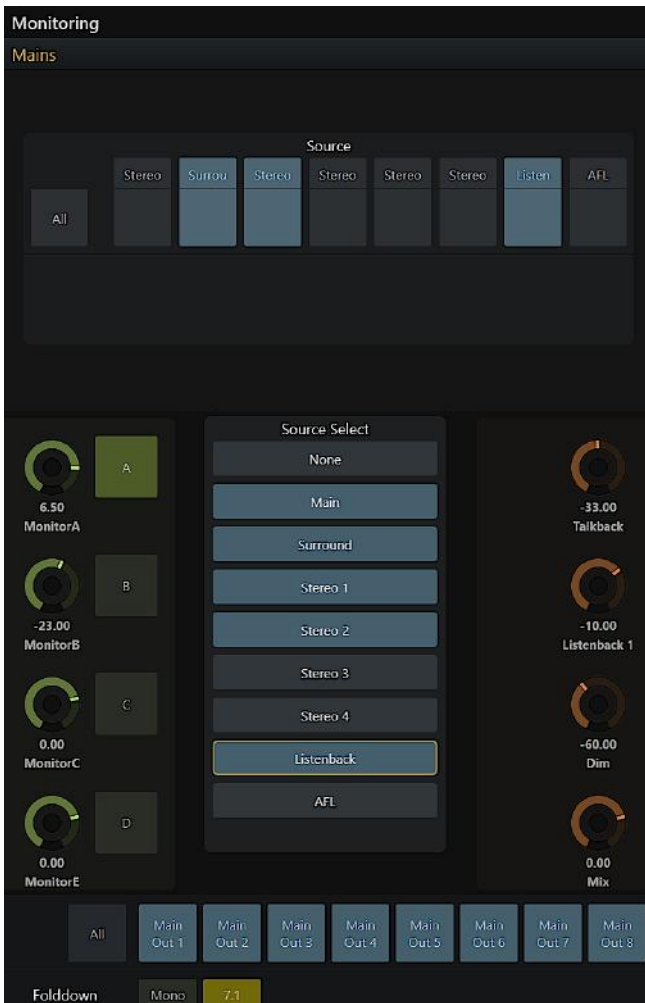 Monitoring
Mains
Source
Stereo Surrou Stereo Stereo Stereo Stereo Listen AFL
All
Source Select
None
Main
Surround
Stereo 1
Stereo 2
Stereo 3
Stereo 4
Listenback
AFL
A
6.50
MonitorA
B
-23.00
MonitorB
C
0.00
MonitorC
D
0.00
MonitorE
-33.00
Talkback
-10.00
Listenback 1
-60.00
Dim
0.00
Mix
All
Main Main Main Main Main Main Main Main
Out 1 Out 2 Out 3 Out 4 Out 5 Out 6 Out 7 Out 8
Folddown Mono 7.1